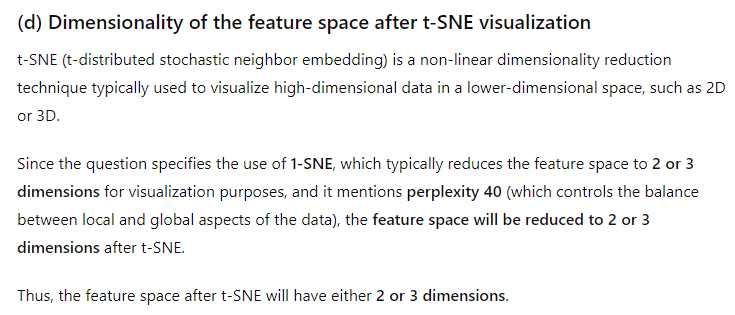 (d) Dimensionality of the feature space after t-SNE visualization
t-SNE (t-distributed stochastic neighbor embedding) is a non-linear dimensionality reduction
technique typically used to visualize high-dimensional data in a lower-dimensional space, such as 2D
or 3D.
Since the question specifies the use of 1-SNE, which typically reduces the feature space to 2 or 3
dimensions for visualization purposes, and it mentions perplexity 40 (which controls the balance
between local and global aspects of the data), the feature space will be reduced to 2 or 3
dimensions after t-SNE.
Thus, the feature space after t-SNE will have either 2 or 3 dimensions.